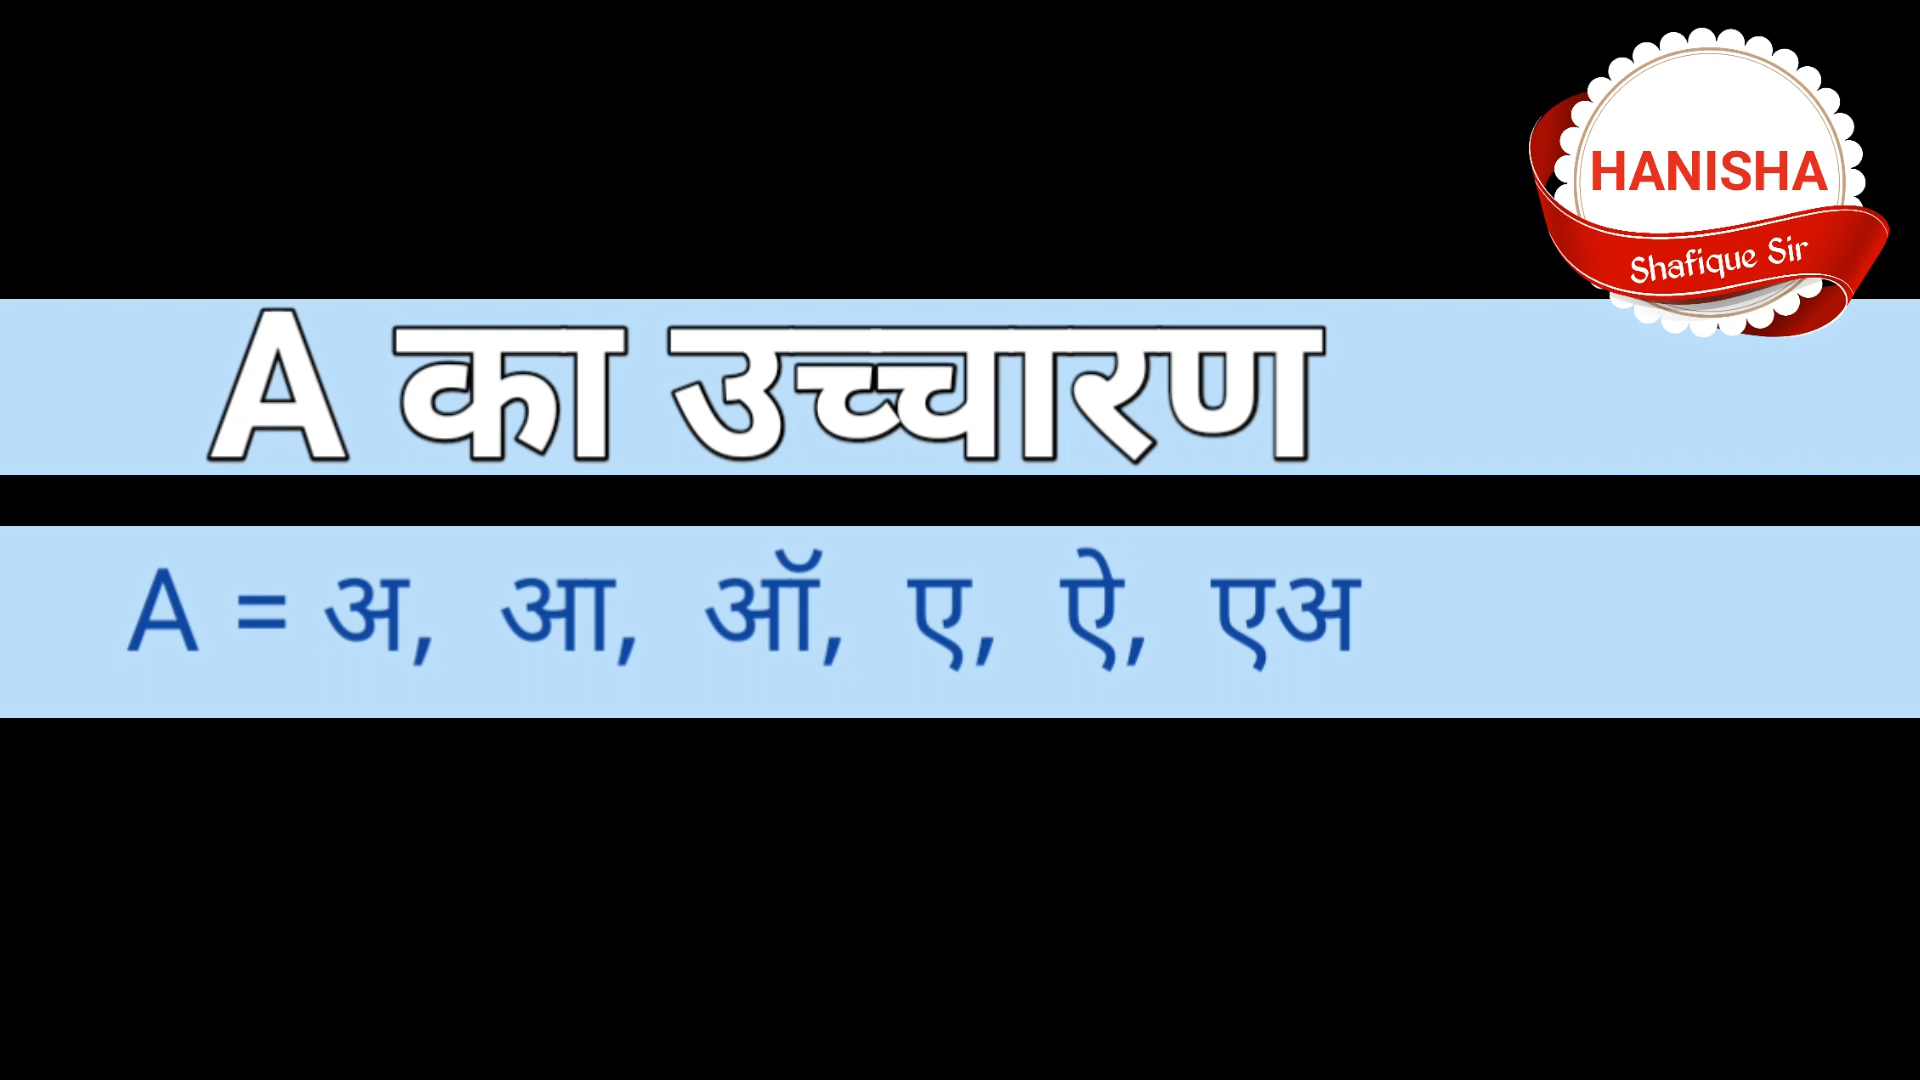 HANISHA
Shafique Sir
A का उच्चारण
A = अ, आ, ऑ, ए, ऐ, एअ